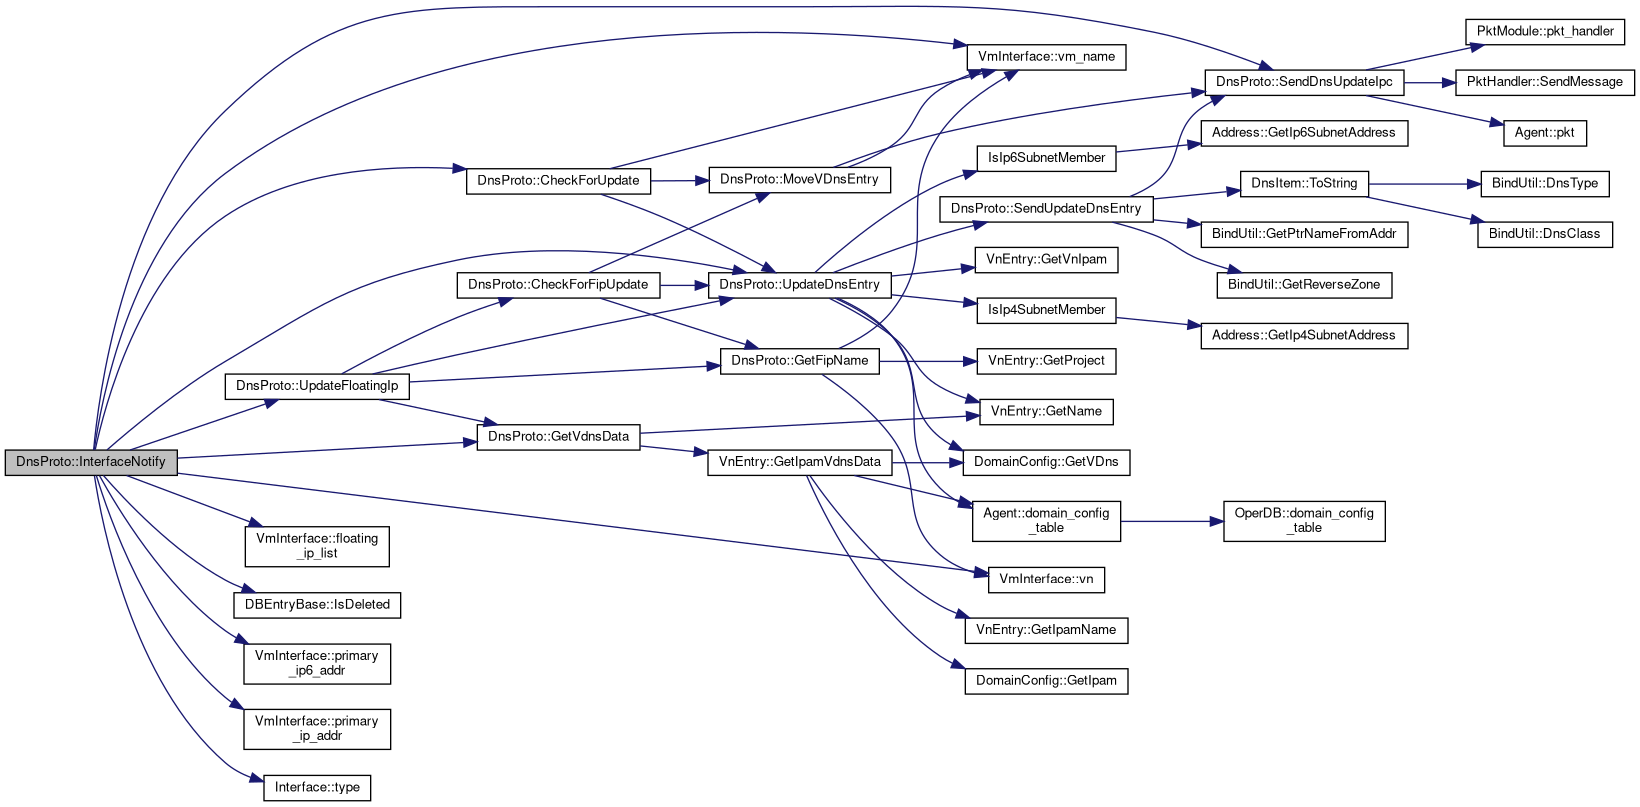 PktModule::pkt_handler
VmInterface::vm_name
DnsProto::SendDnsUpdateIpc
PktHandler::SendMessage
Address::GetIp6SubnetAddress
Agent::pkt
IsIp6SubnetMember
DnsProto::CheckForUpdate
DnsProto::MoveVDnsEntry
DnsItem::ToString
BindUtil::DnsType
DnsProto::SendUpdateDnsEntry
BindUtil::GetPtrNameFromAddr
BindUtil::DnsClass
VnEntry::GetVnIpam
DnsProto::CheckForFipUpdate
DnsProto::UpdateDnsEntry
BindUtil::GetReverseZone
IsIp4SubnetMember
Address::GetIp4SubnetAddress
DnsProto::GetFipName
VnEntry::GetProject
DnsProto::UpdateFloatingIp
VnEntry::GetName
DnsProto::GetVdnsData
DnsProto::InterfaceNotify
VnEntry::GetIpamVdnsData
DomainConfig::GetVDns
Agent::domain_config
_table
OperDB::domain_config
_table
VmInterface::floating
_ip_list
VmInterface::vn
DBEntryBase::IsDeleted
VnEntry::GetIpamName
VmInterface::primary
_ip6_addr
DomainConfig::GetIpam
VmInterface::primary
_ip_addr
Interface::type